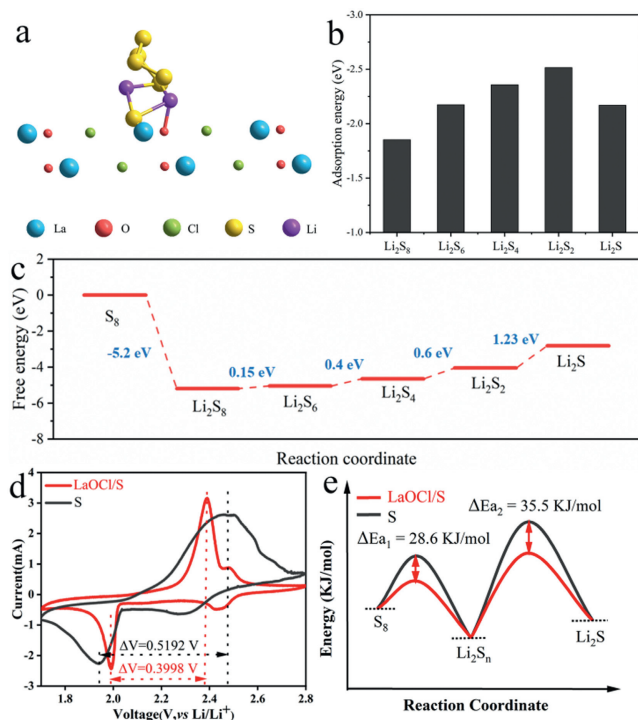 a
La
O
Cl
S
Li
b
Adsorption energy (eV)
-3.0
-2.5
-2.0
-1.5
-1.0
Li₂S₈
Li₂S₆
Li₂S₄
Li₂S₂
Li₂S
c
Free energy (eV)
2
0
-2
-4
-6
-8
S₈
-5.2 eV
Li₂S₈
0.15 eV
Li₂S₆
0.4 eV
Li₂S₄
0.6 eV
Li₂S₂
1.23 eV
Li₂S
Reaction coordinate
d
LaOCl/S
S
Current(mA)
4
3
2
1
0
-1
-2
-3
ΔV=0.5192 V
ΔV=0.3998 V
1.8
2.0
2.2
2.4
2.6
2.8
Voltage(V,vs Li/Li⁺)
e
LaOCl/S
S
ΔEa₂ = 35.5 KJ/mol
ΔEa₁ = 28.6 KJ/mol
Energy (KJ/mol)
S₈
Li₂Sₙ
Li₂S
Reaction Coordinate